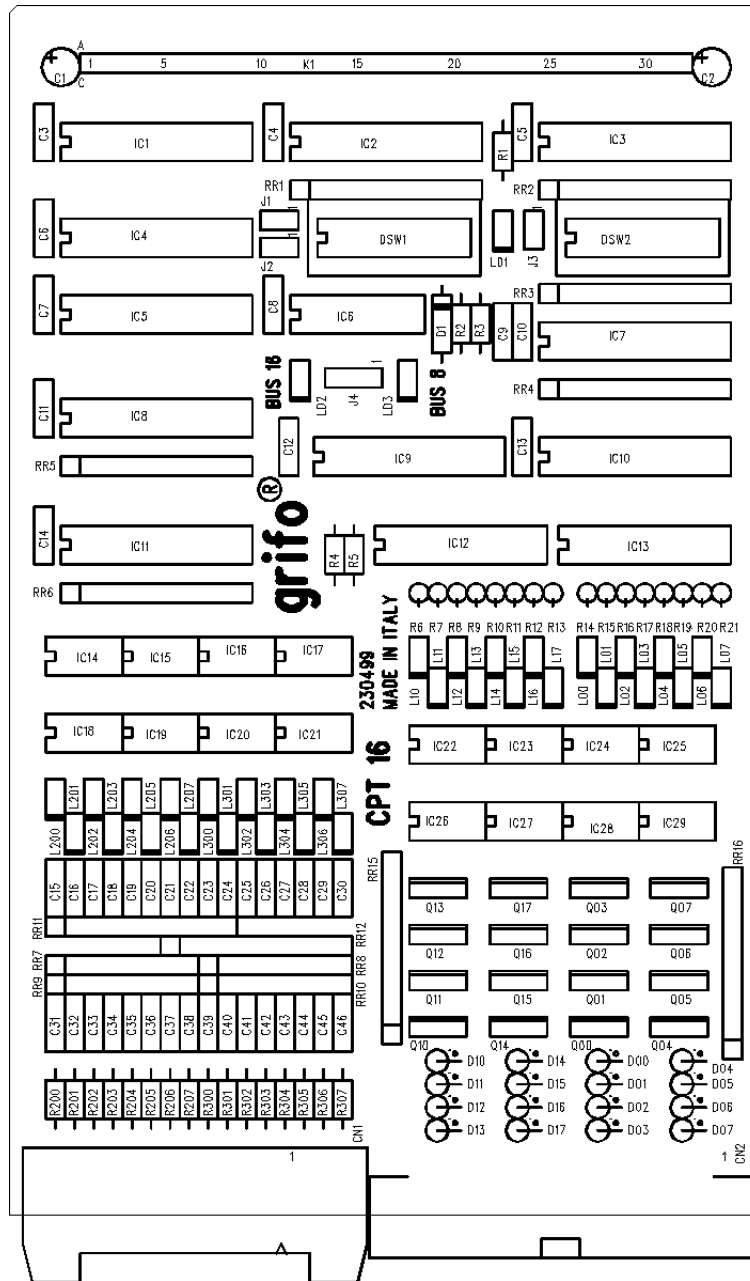 A
1 5 10 K1 15 20 25 30
C1 C C2
C3 IC1 C4 IC2 R1 C5 IC3
RR1 RR2
J1 1 1
C6 IC4 1 DSW1 DSW2
J2 LD1 J3
RR3
C7 IC5 C8 IC6 D1 R2 R3 C9 C10 IC7
BUS 16 LD2 J4 1 LD3 BUS 8
RR4
C11 IC8
C12 IC9 C13 IC10
RR5
grifo ®
C14 IC11 R4 R5 IC12 IC13
RR6
R6 R7 R8 R9 R10 R11 R12 R13 R14 R15 R16 R17 R18 R19 R20 R21
L11 L13 L15 L17 L01 L03 L05 L07
L10 L12 L14 L16 L00 L02 L04 L06
IC14 IC15 IC16 IC17
230499
MADE IN ITALY
IC18 IC19 IC20 IC21
CPT 16
IC22 IC23 IC24 IC25
L201 L203 L205 L207 L301 L303 L305 L307
L200 L202 L204 L206 L300 L302 L304 L306
IC26 IC27 IC28 IC29
RR15 RR16
C15 C16 C17 C18 C19 C20 C21 C22 C23 C24 C25 C26 C27 C28 C29 C30
Q13 Q17 Q03 Q07
RR11 RR12
Q12 Q16 Q02 Q06
RR7 RR8
RR9 RR10
Q11 Q15 Q01 Q05
C31 C32 C33 C34 C35 C36 C37 C38 C39 C40 C41 C42 C43 C44 C45 C46
Q10 Q14 Q00 Q04
D10 D14 D00 D04
D11 D15 D01 D05
D12 D16 D02 D06
D13 D17 D03 D07
R200 R201 R202 R203 R204 R205 R206 R207 R300 R301 R302 R303 R304 R305 R306 R307
CN1 CN2
1 1
A